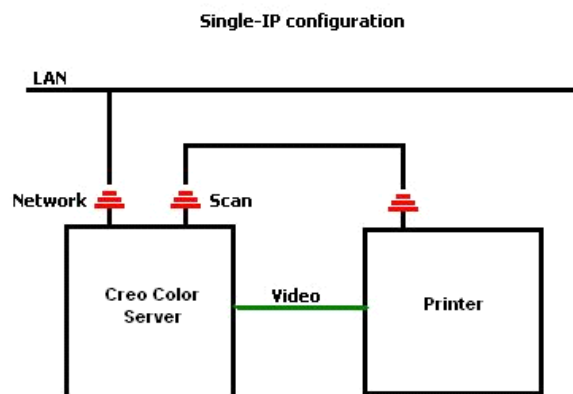 Single-IP configuration
LAN
Network
Scan
Creo Color
Server
Video
Printer